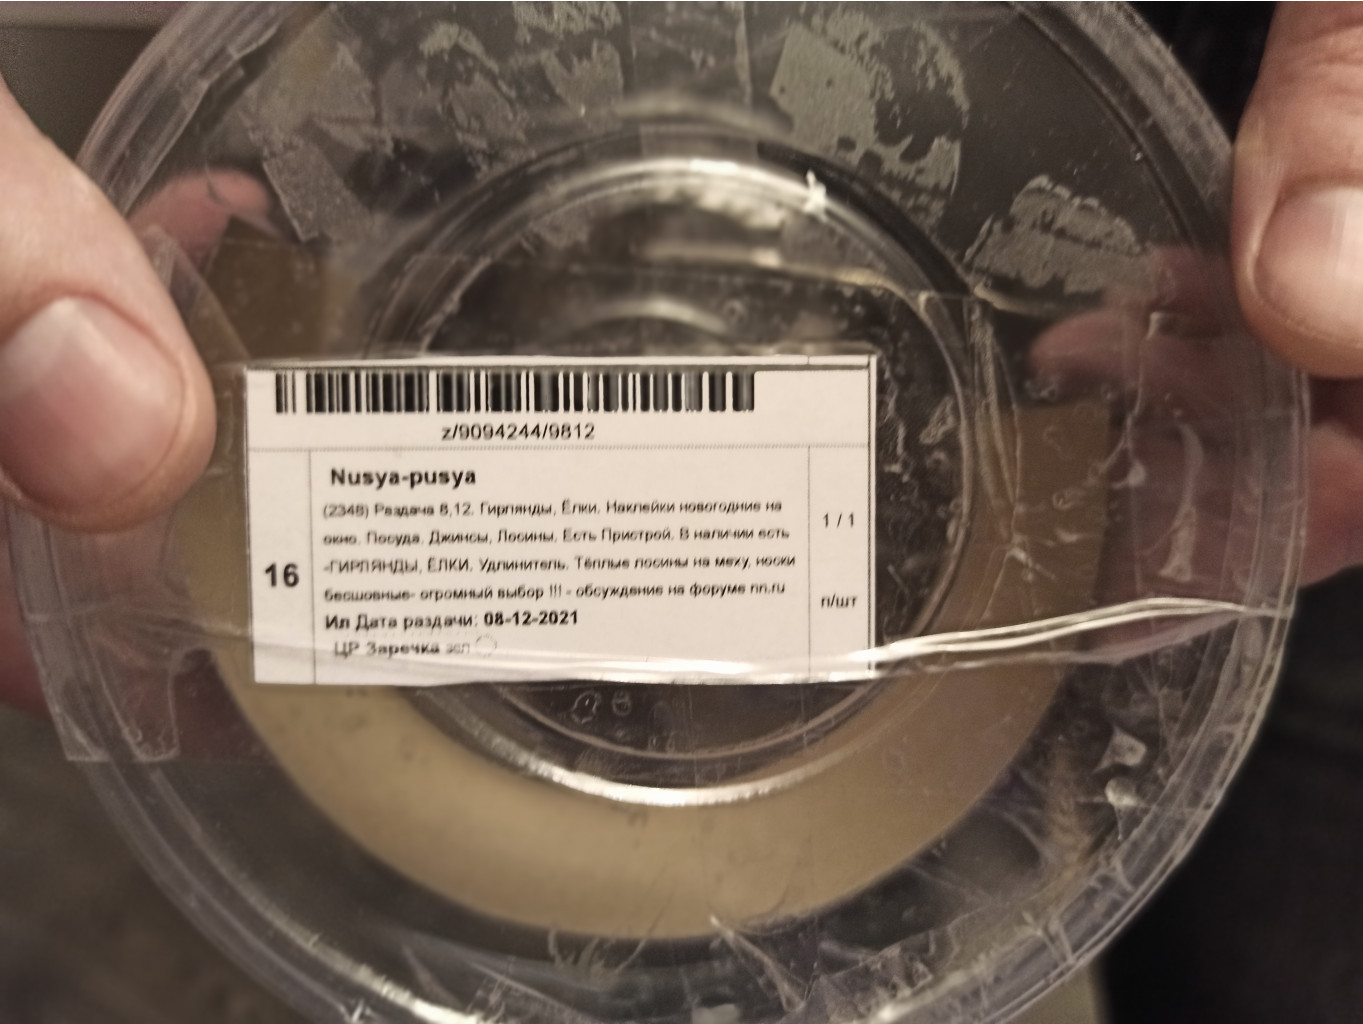 z/9094244/9812
Nusya-pusya
(2348) Раздача 8,12. Гирлянды, Ёлки. Наклейки новогодние на
окно. Посуда. Джинсы, Лосины. Есть Пристрой. В наличии есть
-ГИРЛЯНДЫ, ЁЛКИ. Удлинитель. Тёплые лосины на меху, носки
бесшовные- огромный выбор !!! - обсуждение на форуме nn.ru
Ил Дата раздачи: 08-12-2021
ЦР Заречка
16
1 / 1
п/шт